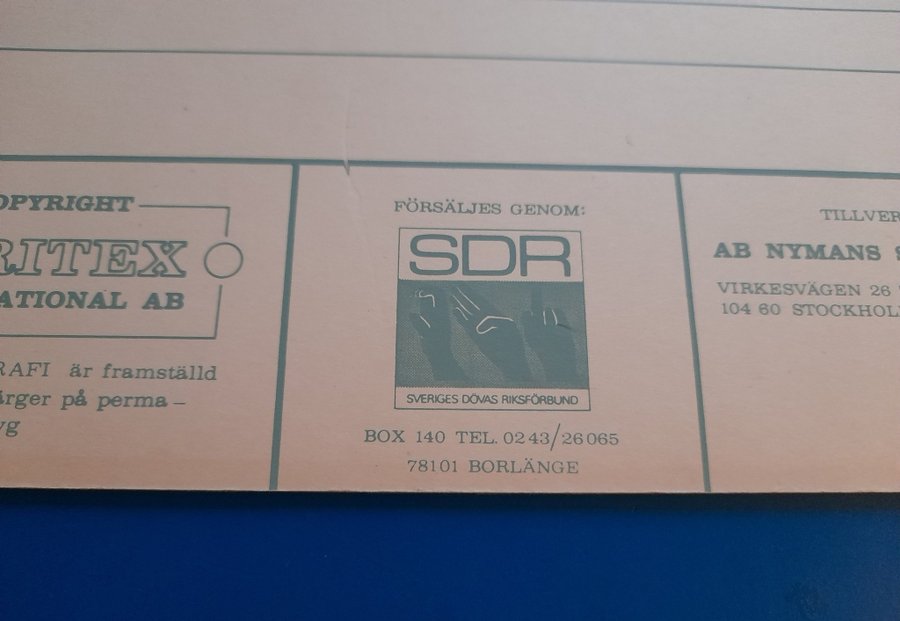 OPYRIGHT
RITEX
ATIONAL AB
RAFI är framställd
ärger på perma –
yg
FÖRSÄLJES GENOM:
SDR
SVERIGES DÖVAS RIKSFÖRBUND
BOX 140 TEL. 0243/26065
78101 BORLÄNGE
TILLVER
AB NYMANS S
VIRKESVÄGEN 26
104 60 STOCKHOL